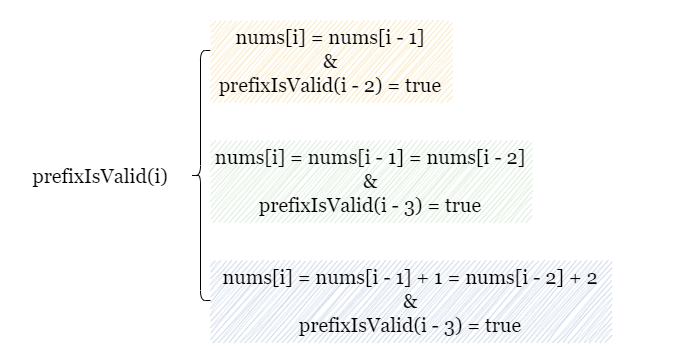 nums[i] = nums[i - 1]
&
prefixIsValid(i - 2) = true
nums[i] = nums[i - 1] = nums[i - 2]
&
prefixIsValid(i - 3) = true
prefixIsValid(i)
nums[i] = nums[i - 1] + 1 = nums[i - 2] + 2
&
prefixIsValid(i - 3) = true